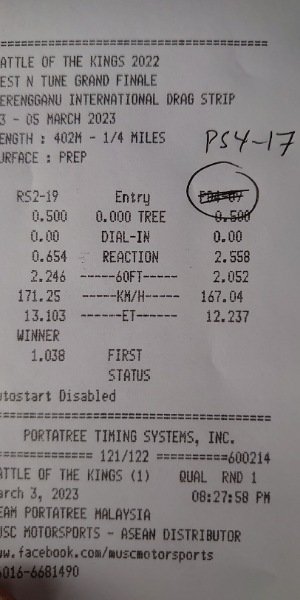 ATTLE OF THE KINGS 2022
EST N TUNE GRAND FINALE
ERENGGANU INTERNATIONAL DRAG STRIP
3 - 05 MARCH 2023
ENGTH : 402M - 1/4 MILES
PS4-17
URFACE : PREP
RS2-19 Entry
0.500 0.000 TREE 0.500
0.00 DIAL-IN 0.00
0.654 REACTION 2.558
2.246 -----60FT----- 2.052
171.25 ------KM/H----- 167.04
13.103 ------ET------ 12.237
WINNER
1.038 FIRST
STATUS
utostart Disabled
PORTATREE TIMING SYSTEMS, INC.
============= 121/122 ==========600214
ATTLE OF THE KINGS (1) QUAL RND 1
arch 3, 2023 08:27:58 PM
EAM PORTATREE MALAYSIA
USC MOTORSPORTS - ASEAN DISTRIBUTOR
ww.facebook.com/muscmotorsports
6016-6681490